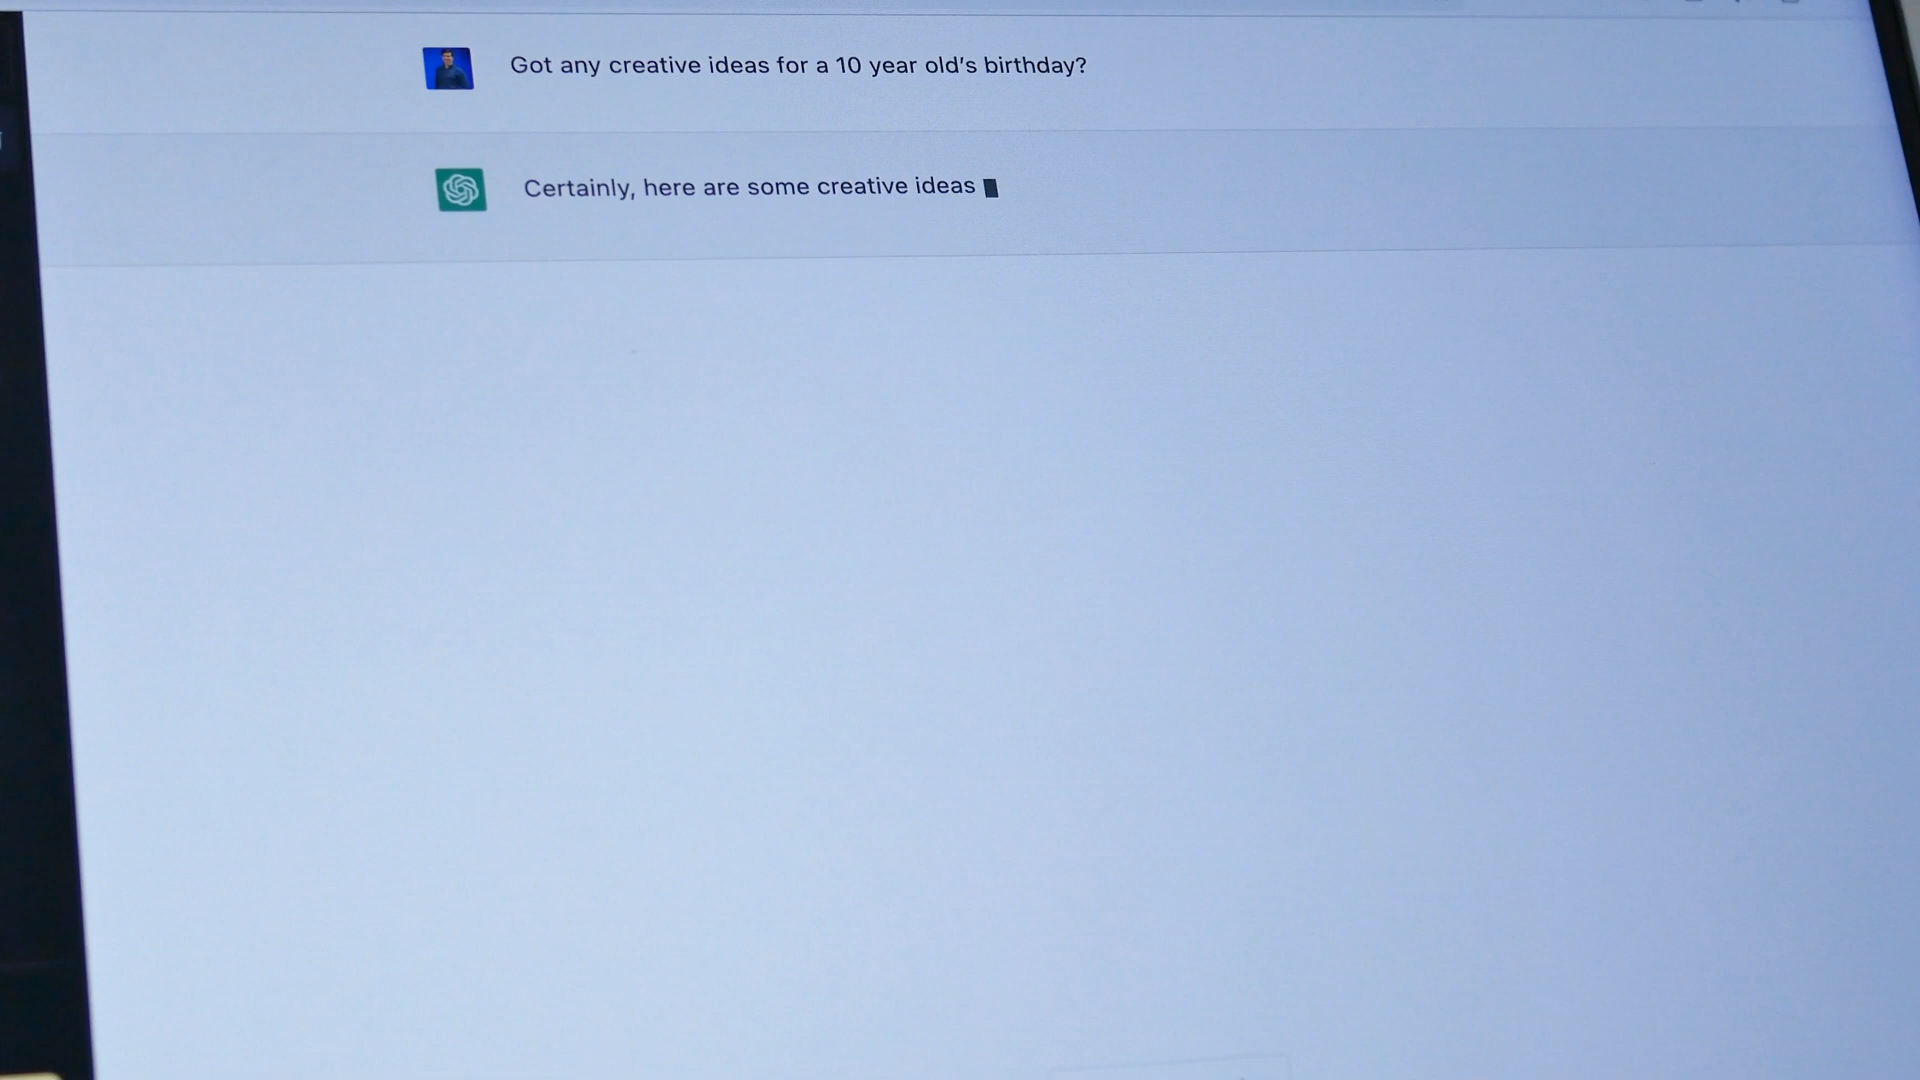 Got any creative ideas for a 10 year old's birthday?
Certainly, here are some creative ideas